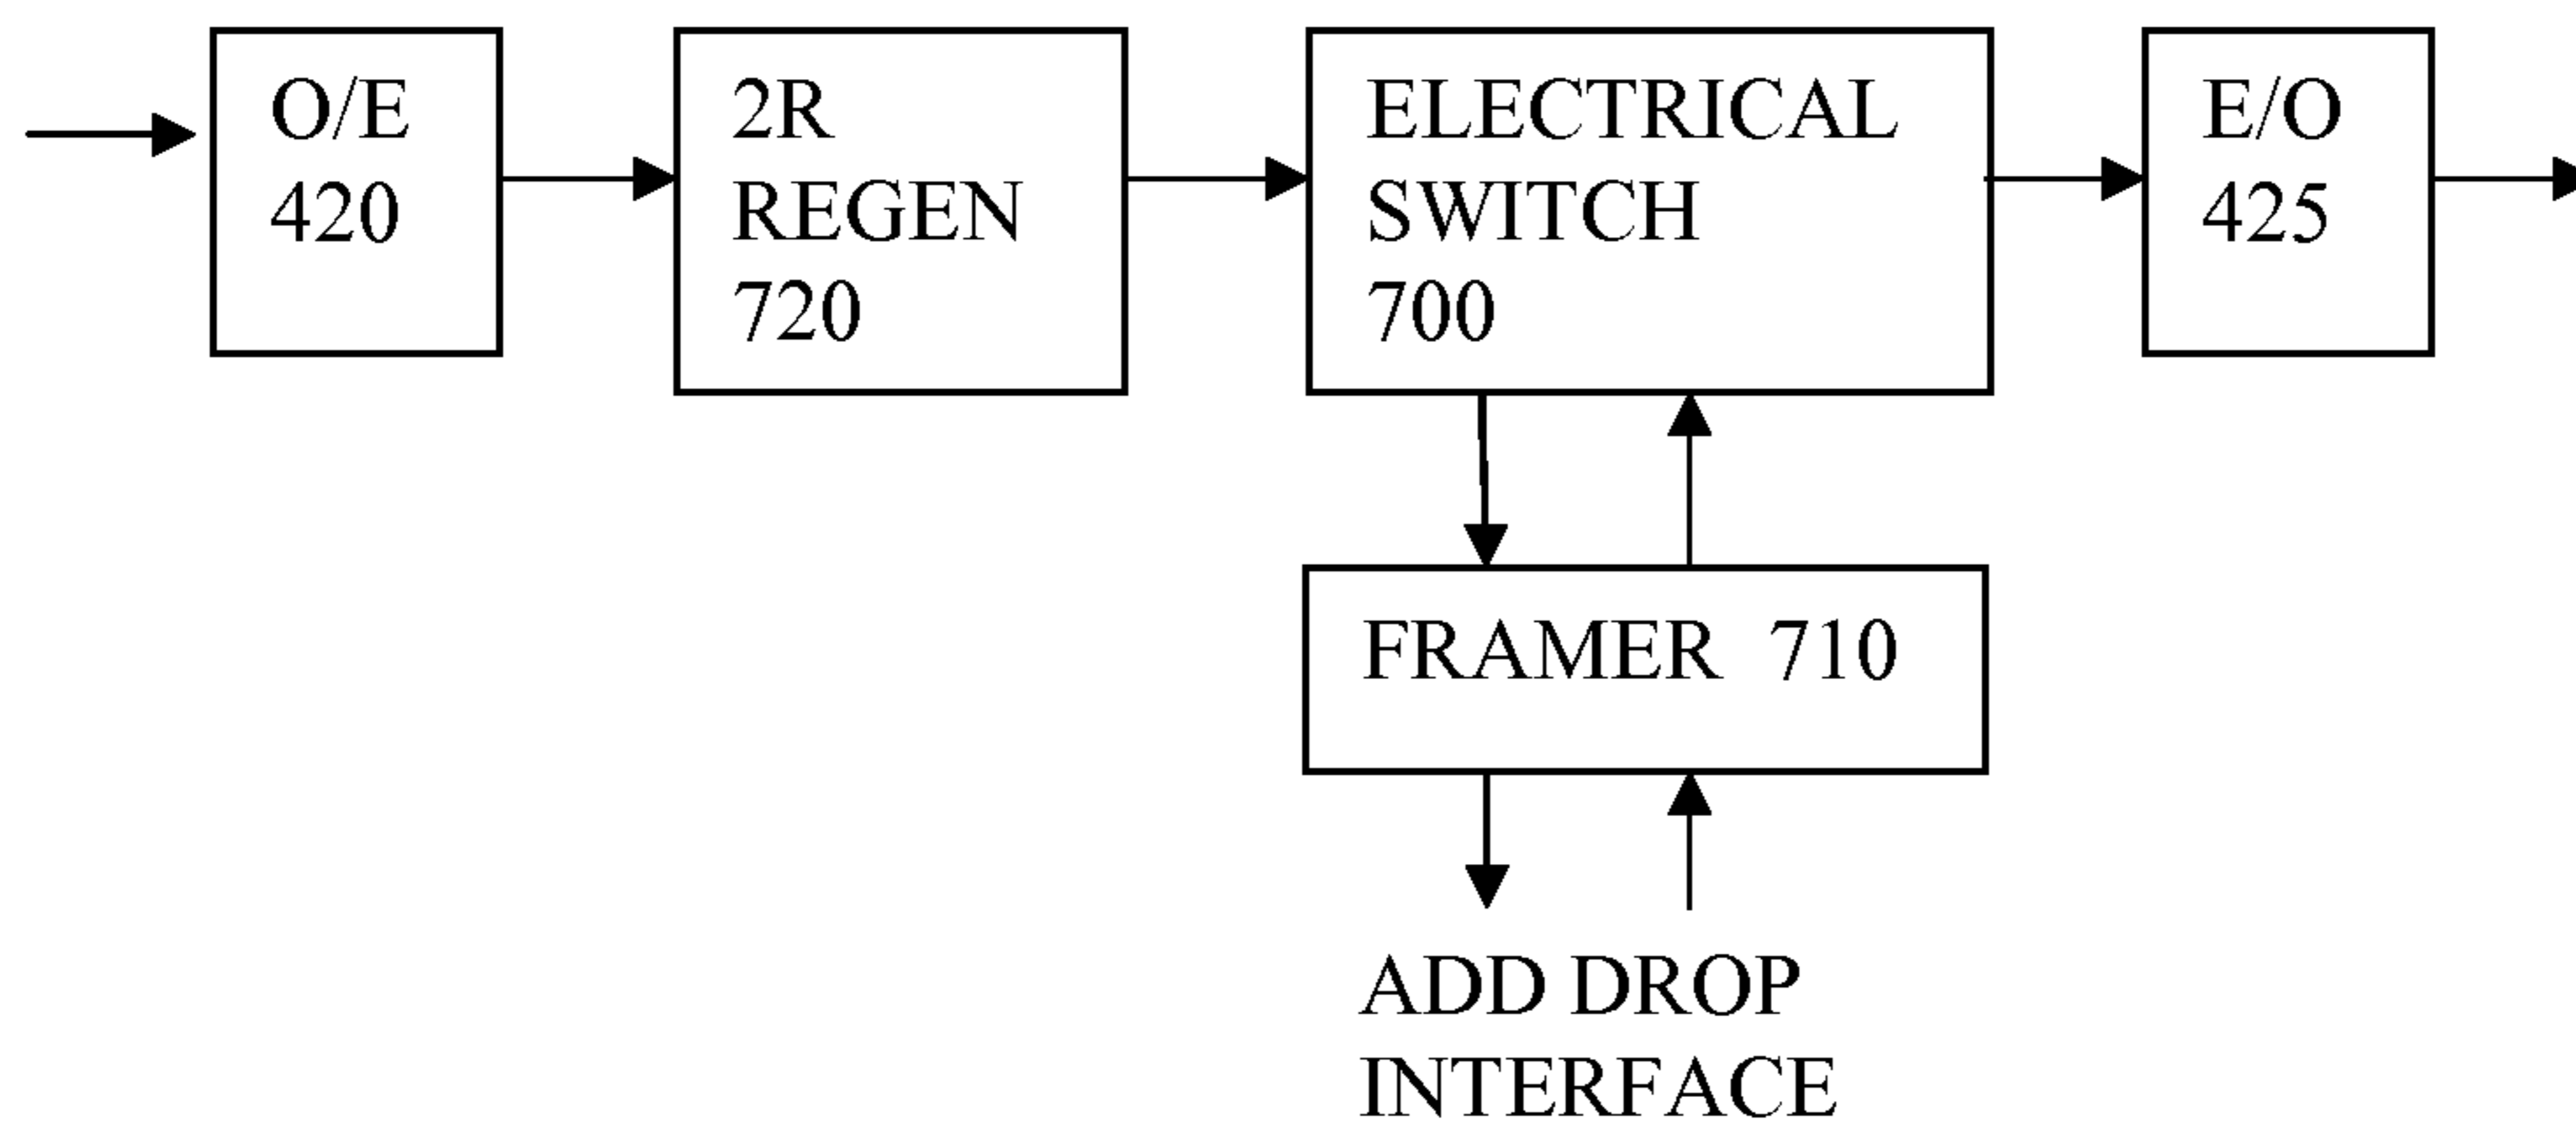 O/E
420
2R
REGEN
720
ELECTRICAL
SWITCH
700
E/O
425
FRAMER 710
ADD DROP
INTERFACE